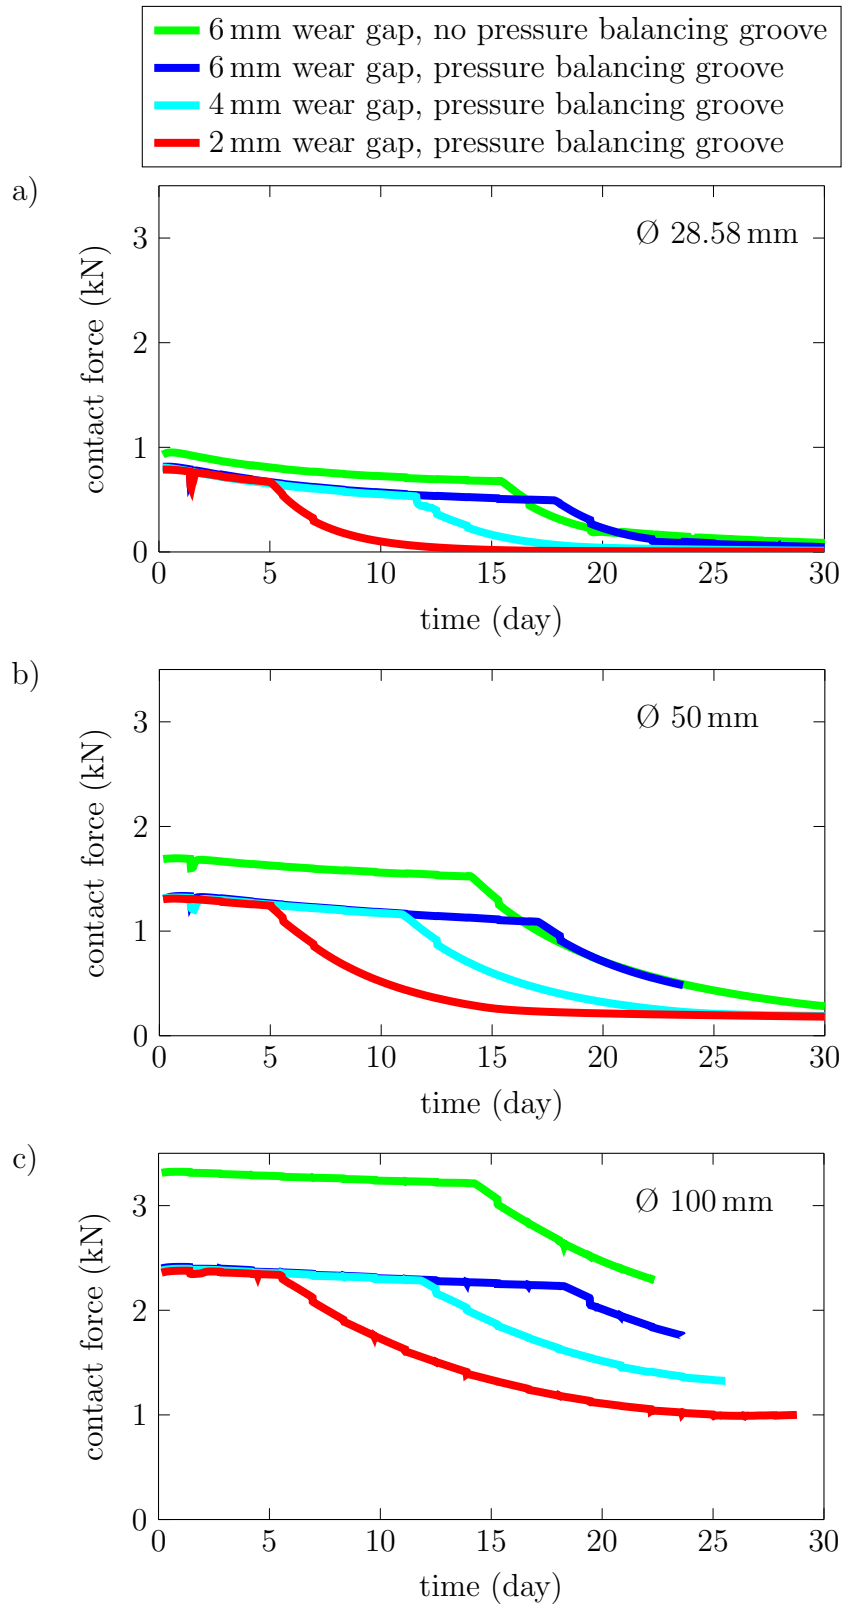 6 mm wear gap, no pressure balancing groove
6 mm wear gap, pressure balancing groove
4 mm wear gap, pressure balancing groove
2 mm wear gap, pressure balancing groove
a)
Ø 28.58 mm
contact force (kN)
3
2
1
0
0 5 10 15 20 25 30
time (day)
b)
Ø 50 mm
contact force (kN)
3
2
1
0
0 5 10 15 20 25 30
time (day)
c)
Ø 100 mm
contact force (kN)
3
2
1
0
0 5 10 15 20 25 30
time (day)